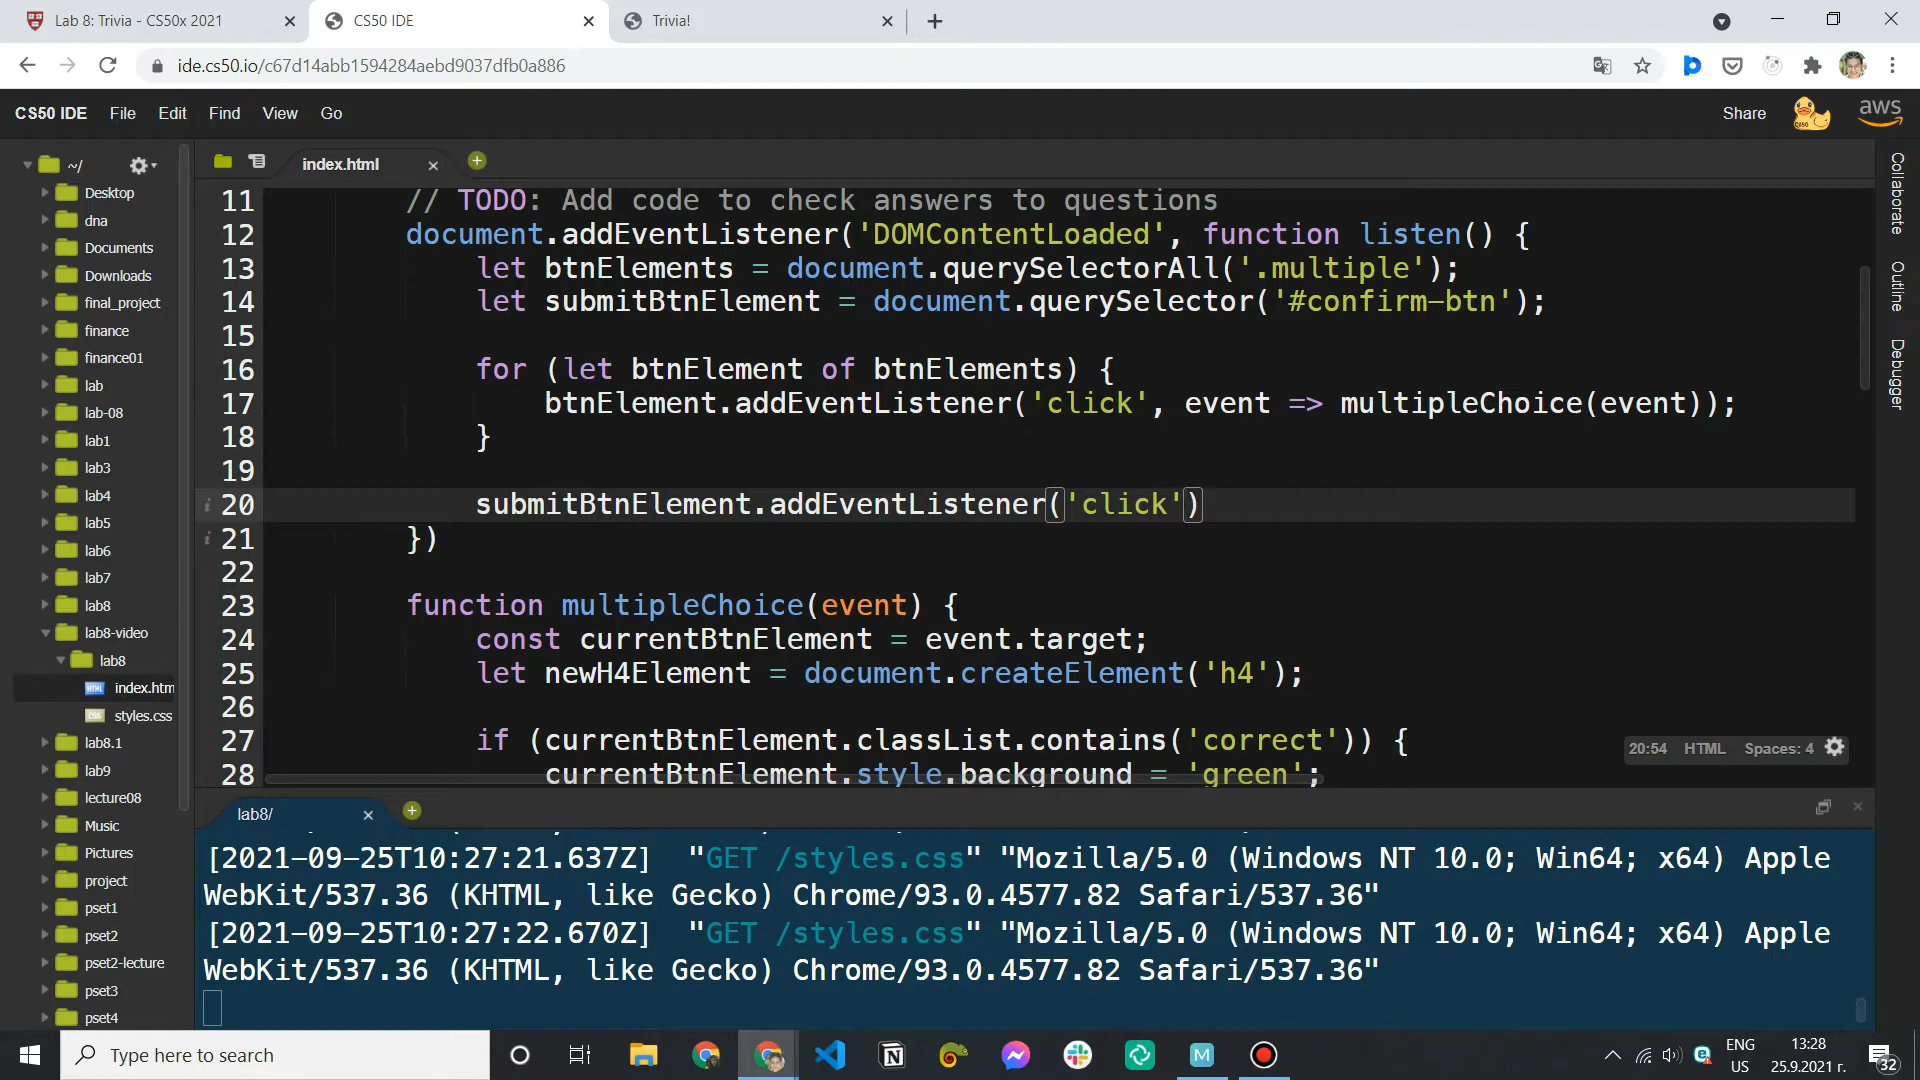 Lab 8: Trivia - CS50x 2021
CS50 IDE
Trivia!
ide.cs50.io/c67d14abb1594284aebd9037dfb0a886
CS50 IDE File Edit Find View Go
Share
aws
~/
Desktop
dna
Documents
Downloads
final_project
finance
finance01
lab
lab-08
lab1
lab3
lab4
lab5
lab6
lab7
lab8
lab8-video
lab8
index.htm
styles.css
lab8.1
lab9
lecture08
Music
Pictures
project
pset1
pset2
pset2-lecture
pset3
pset4
index.html
11 // TODO: Add code to check answers to questions
12 document.addEventListener('DOMContentLoaded', function listen() {
13 let btnElements = document.querySelectorAll('.multiple');
14 let submitBtnElement = document.querySelector('#confirm-btn');
15
16 for (let btnElement of btnElements) {
17 btnElement.addEventListener('click', event => multipleChoice(event));
18 }
19
20 submitBtnElement.addEventListener('click')
21 })
22
23 function multipleChoice(event) {
24 const currentBtnElement = event.target;
25 let newH4Element = document.createElement('h4');
26
27 if (currentBtnElement.classList.contains('correct')) {
28 currentBtnElement.style.background = 'green';
20:54 HTML Spaces: 4
Collaborate
Outline
Debugger
lab8/
[2021-09-25T10:27:21.637Z] "GET /styles.css" "Mozilla/5.0 (Windows NT 10.0; Win64; x64) Apple
WebKit/537.36 (KHTML, like Gecko) Chrome/93.0.4577.82 Safari/537.36"
[2021-09-25T10:27:22.670Z] "GET /styles.css" "Mozilla/5.0 (Windows NT 10.0; Win64; x64) Apple
WebKit/537.36 (KHTML, like Gecko) Chrome/93.0.4577.82 Safari/537.36"
Type here to search
ENG
US
13:28
25.9.2021 г.
32